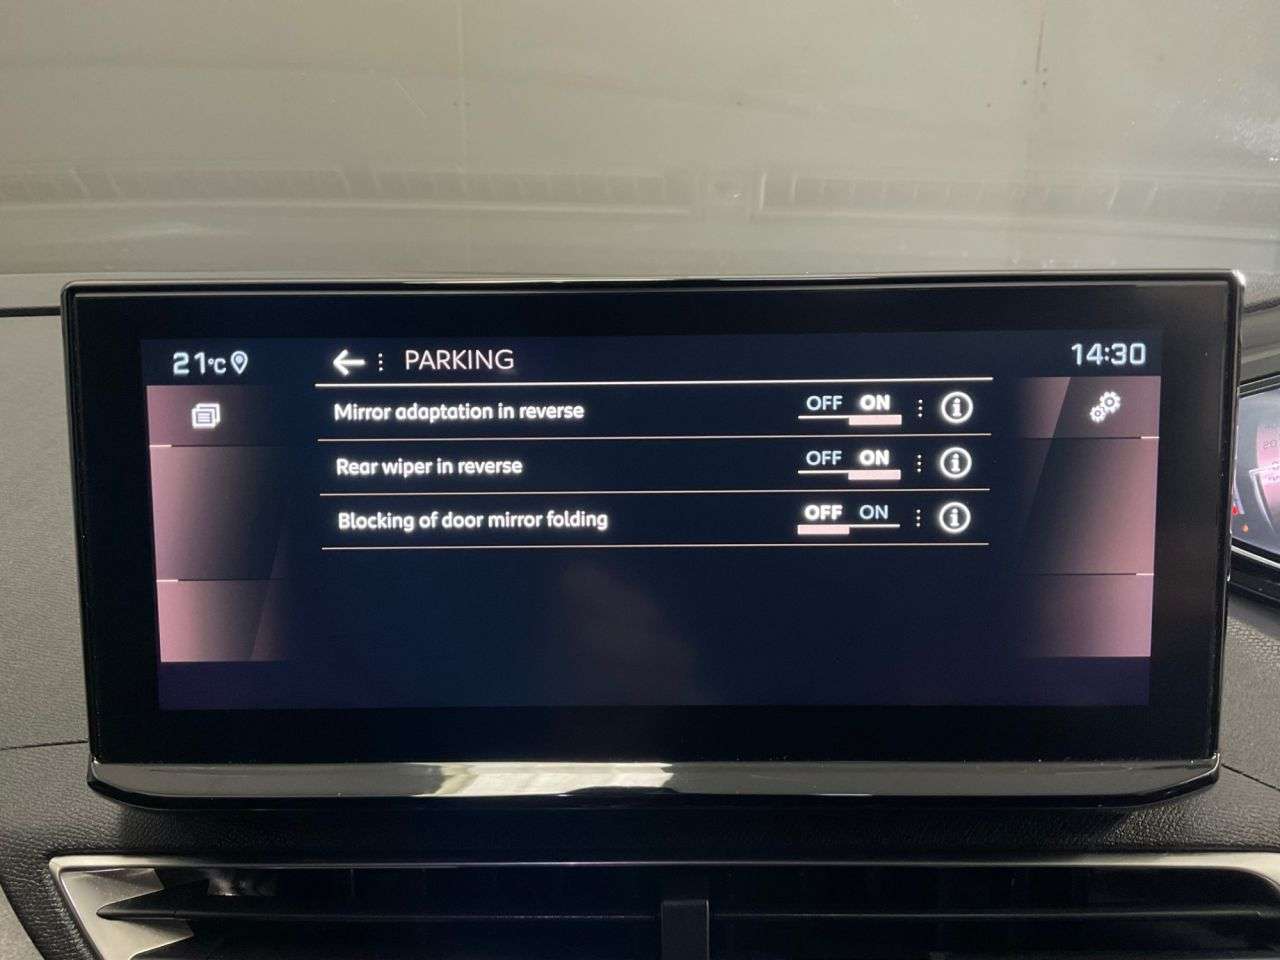 21°C
PARKING
14:30
Mirror adaptation in reverse OFF ON
Rear wiper in reverse OFF ON
Blocking of door mirror folding OFF ON